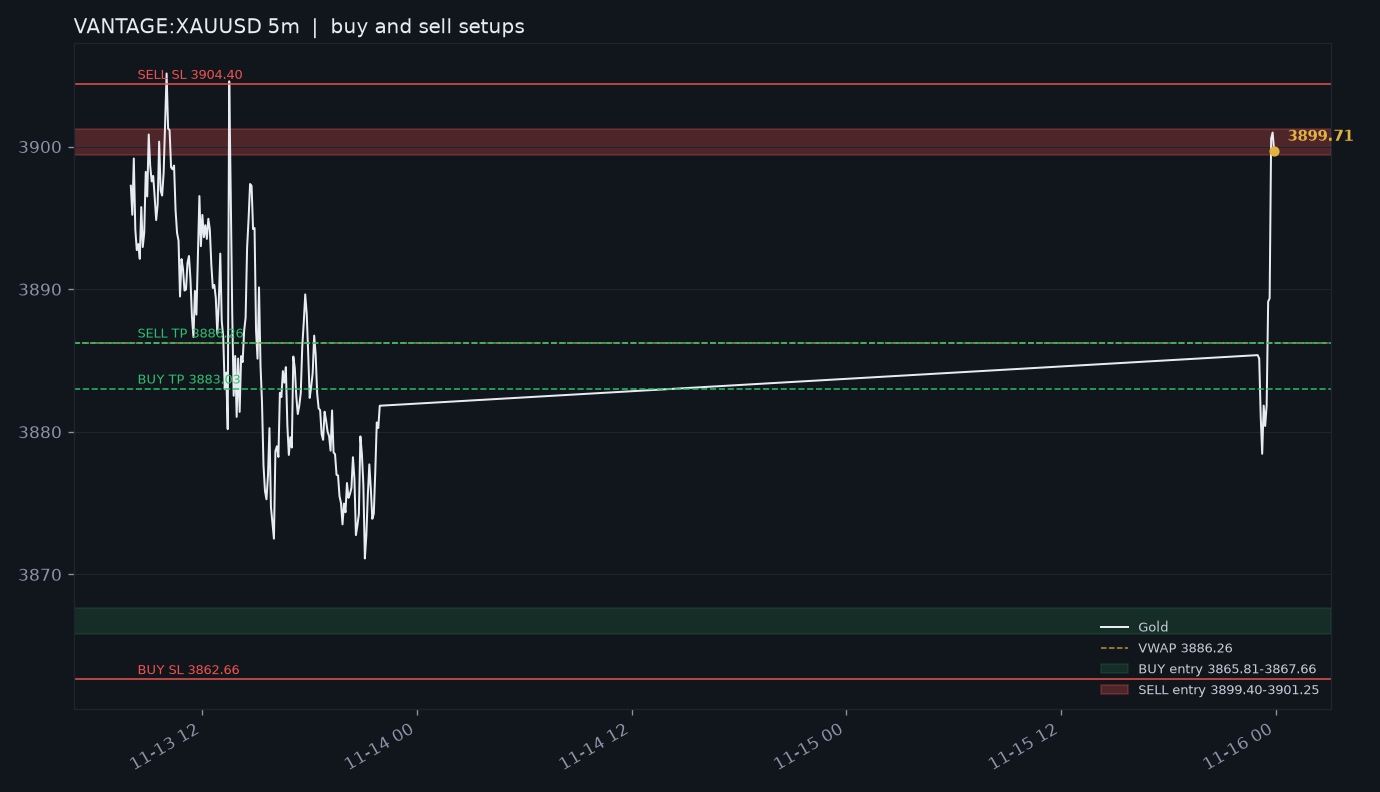 VANTAGE:XAUUSD 5m | buy and sell setups
SELL SL 3904.40
3899.71
3900
3890
SELL TP 3886.26
BUY TP 3883.03
3880
3870
Gold
VWAP 3886.26
BUY SL 3862.66
BUY entry 3865.81-3867.66
SELL entry 3899.40-3901.25
11-13 12
11-14 00
11-14 12
11-15 00
11-15 12
11-16 00